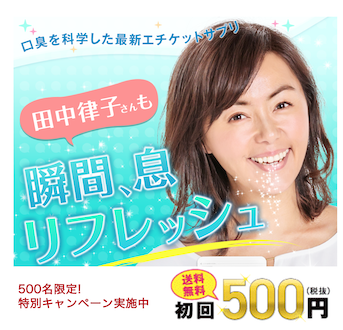 口臭を科学した最新エチケットサプリ
田中律子さんも
瞬間、息
リフレッシュ
500名限定!
特別キャンペーン実施中
送料
無料
初回500円(税抜)